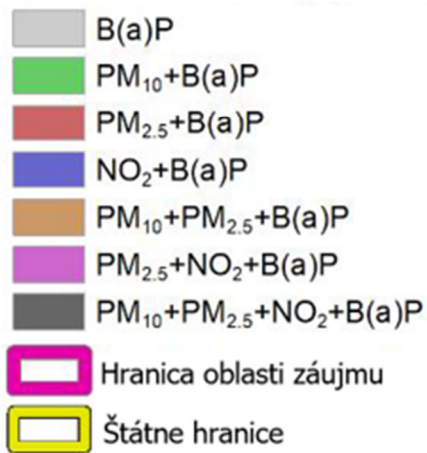 B(a)P
PM₁₀+B(a)P
PM₂.₅+B(a)P
NO₂+B(a)P
PM₁₀+PM₂.₅+B(a)P
PM₂.₅+NO₂+B(a)P
PM₁₀+PM₂.₅+NO₂+B(a)P
Hranica oblasti záujmu
Štátne hranice